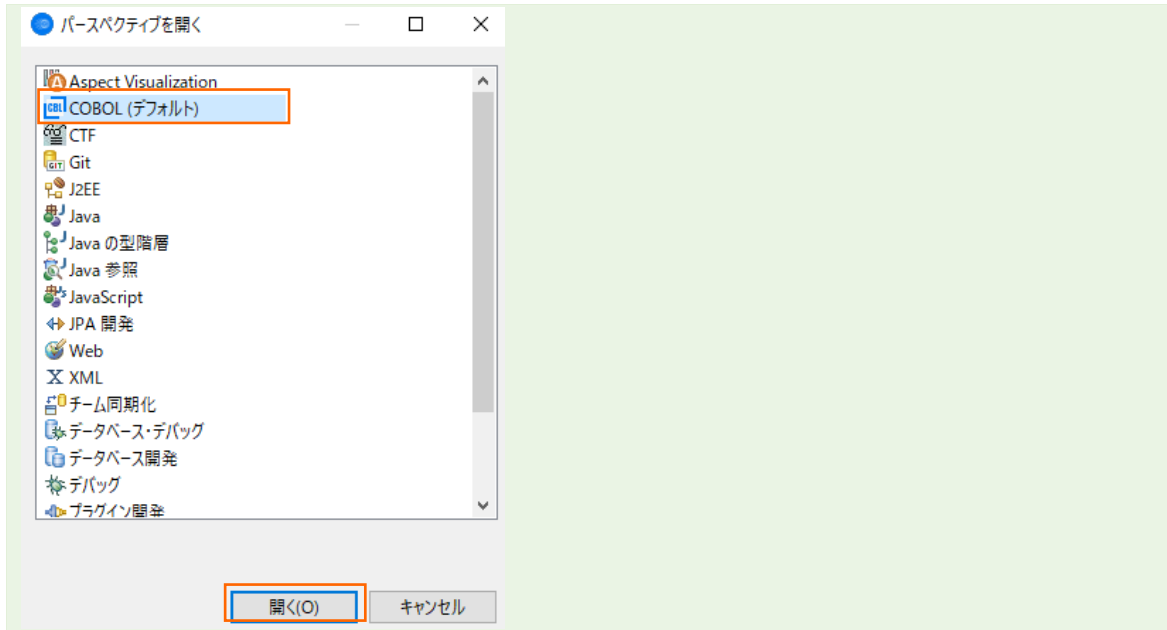 パースペクティブを開く
Aspect Visualization
COBOL (デフォルト)
CTF
Git
J2EE
Java
Java の型階層
Java 参照
JavaScript
JPA 開発
Web
XML
チーム同期化
データベース・デバッグ
データベース開発
デバッグ
プラグイン開発
開く(O)
キャンセル